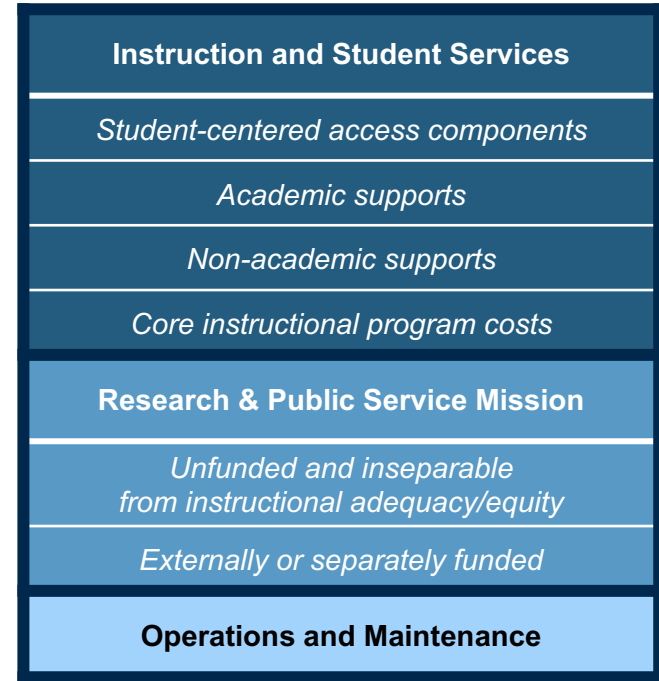 Instruction and Student Services
Student-centered access components
Academic supports
Non-academic supports
Core instructional program costs
Research & Public Service Mission
Unfunded and inseparable
from instructional adequacy/equity
Externally or separately funded
Operations and Maintenance